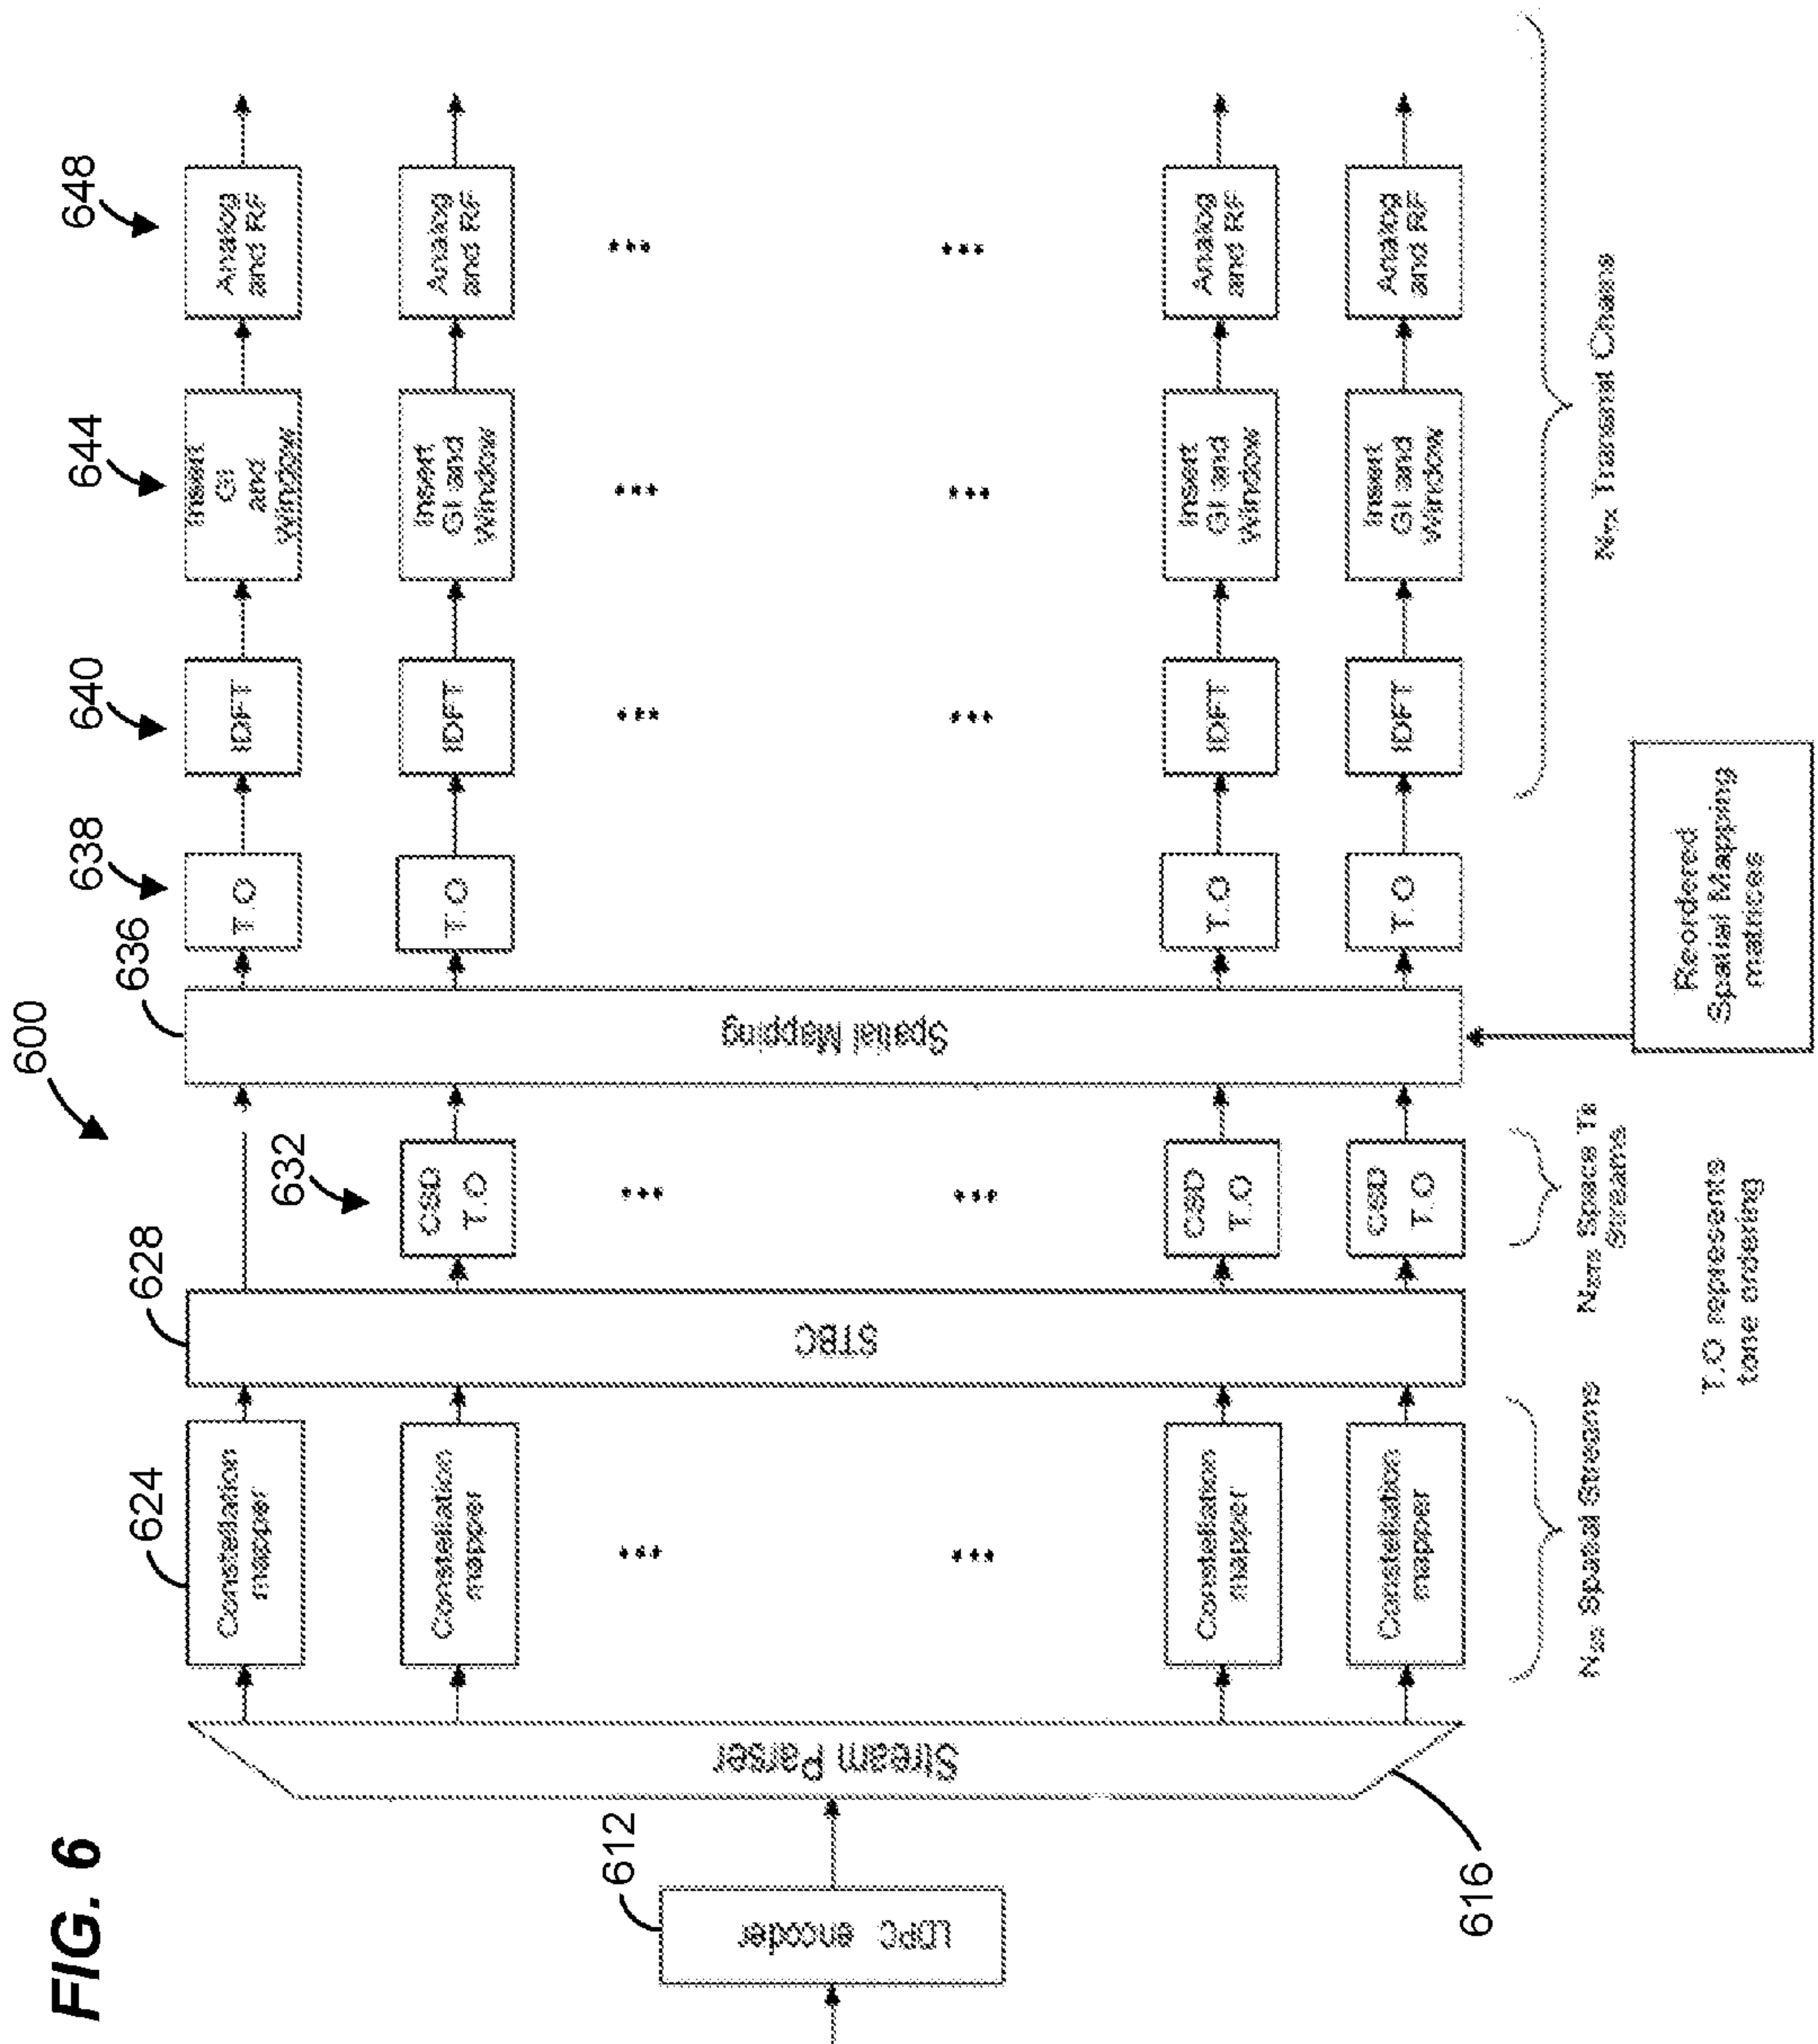 FIG. 6
600
612
LDPC encoder
616
Stream Parser
624
Constellation
mapper
Constellation
mapper
...
...
Constellation
mapper
Constellation
mapper
NSS Spatial Streams
628
STBC
632
CSD
T.O
...
...
CSD
T.O
CSD
T.O
NSTS Space Ti
Streams
T.O represents
tone ordering
636
Spatial Mapping
Reordered
Spatial Mapping
matrices
638
T.O
T.O
T.O
T.O
640
IDFT
IDFT
...
...
IDFT
IDFT
644
Insert
GI
and
Window
Insert
GI and
Window
...
...
Insert
GI and
Window
Insert
GI and
Window
648
Analog
and RF
Analog
and RF
...
...
Analog
and RF
Analog
and RF
NTX Transmit Chains